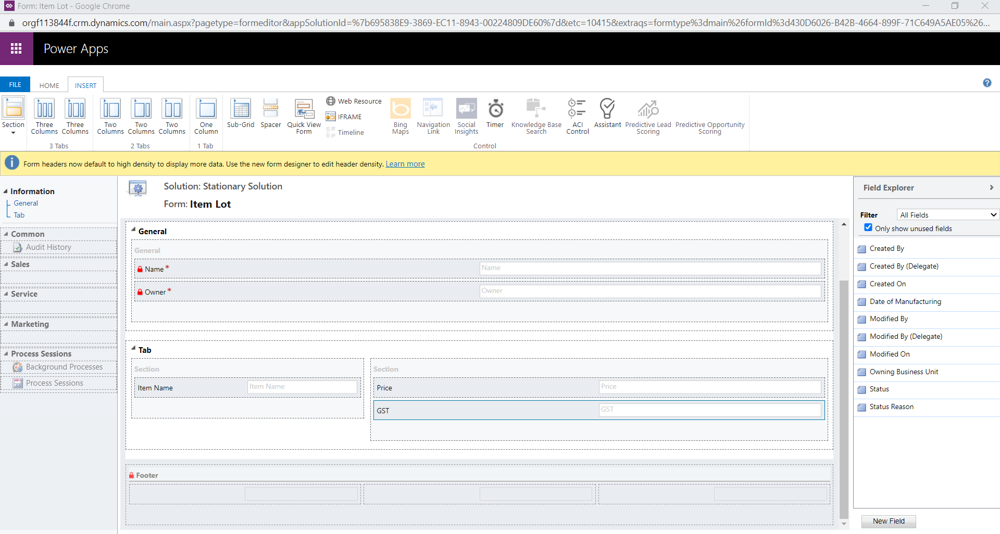 Form: Item Lot - Google Chrome
orgf113844f.crm.dynamics.com/main.aspx?pagetype=formeditor&appSolutionId=%7b695838E9-3869-EC11-8943-00224809DE60%7d&etc=10415&extraqs=formtype%3dmain%26formId%3d430D6026-B42B-4664-899F-71C649A5AE05%26...
Power Apps
FILE HOME INSERT
Section
Three Columns
Three Columns
3 Tabs
Two Columns
Two Columns
Two Columns
2 Tabs
One Column
1 Tab
Sub-Grid
Spacer
Quick View Form
Web Resource
IFRAME
Timeline
Bing Maps
Navigation Link
Social Insights
Timer
Knowledge Base Search
ACI Control
Assistant
Predictive Lead Scoring
Predictive Opportunity Scoring
Control
Form headers now default to high density to display more data. Use the new form designer to edit header density. Learn more
Information
General
Tab
Common
Audit History
Sales
Service
Marketing
Process Sessions
Background Processes
Process Sessions
Solution: Stationary Solution
Form: Item Lot
General
General
Name * Name
Owner * Owner
Tab
Section
Item Name Item Name
Section
Price Price
GST GST
Footer
Field Explorer
Filter All Fields
Only show unused fields
Created By
Created By (Delegate)
Created On
Date of Manufacturing
Modified By
Modified By (Delegate)
Modified On
Owning Business Unit
Status
Status Reason
New Field